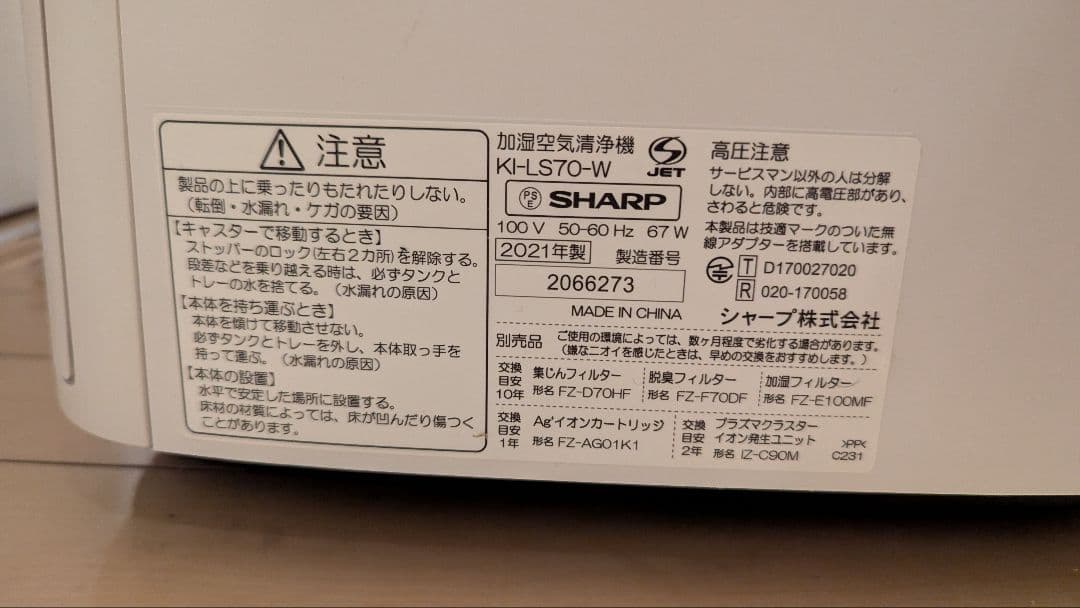 注意
製品の上に乗ったりもたれたりしない。
（転倒・水漏れ・ケガの要因）
【キャスターで移動するとき】
ストッパーのロック(左右2カ所)を解除する。
段差などを乗り越える時は、必ずタンクと
トレーの水を捨てる。（水漏れの原因）
【本体を持ち運ぶとき】
本体を傾けて移動させない。
必ずタンクとトレーを外し、本体取っ手を
持って運ぶ。（水漏れの原因）
【本体の設置】
水平で安定した場所に設置する。
床材の材質によっては、床が凹んだり傷つく
ことがあります。
加湿空気清浄機
KI-LS70-W
JET
PS
E
SHARP
100 V 50-60 Hz 67 W
2021年製 製造番号
2066273
MADE IN CHINA
高圧注意
サービスマン以外の人は分解
しない。内部に高電圧部があり、
さわると危険です。
本製品は技適マークのついた無
線アダプターを搭載しています。
T D170027020
R 020-170058
シャープ株式会社
別売品 ご使用の環境によっては、数ヶ月程度で劣化する場合があります。
（嫌なニオイを感じたときは、早めの交換をおすすめします。）
交換目安10年 集じんフィルター 形名 FZ-D70HF
脱臭フィルター 形名 FZ-F70DF
加湿フィルター 形名 FZ-E100MF
交換目安1年 Ag⁺イオンカートリッジ 形名 FZ-AG01K1
交換目安2年 プラズマクラスターイオン発生ユニット 形名 IZ-C90M
>PP<
C231